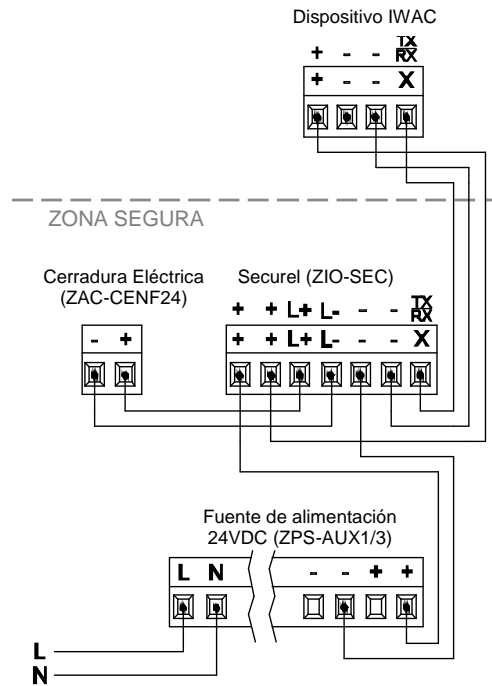 Dispositivo IWAC
+ - - TX RX
+ - - X
ZONA SEGURA
Cerradura Eléctrica
(ZAC-CENF24)
- +
Securel (ZIO-SEC)
+ + L+ L- - - TX RX
+ + L+ L- - - X
Fuente de alimentación
24VDC (ZPS-AUX1/3)
L N - - + +
L
N